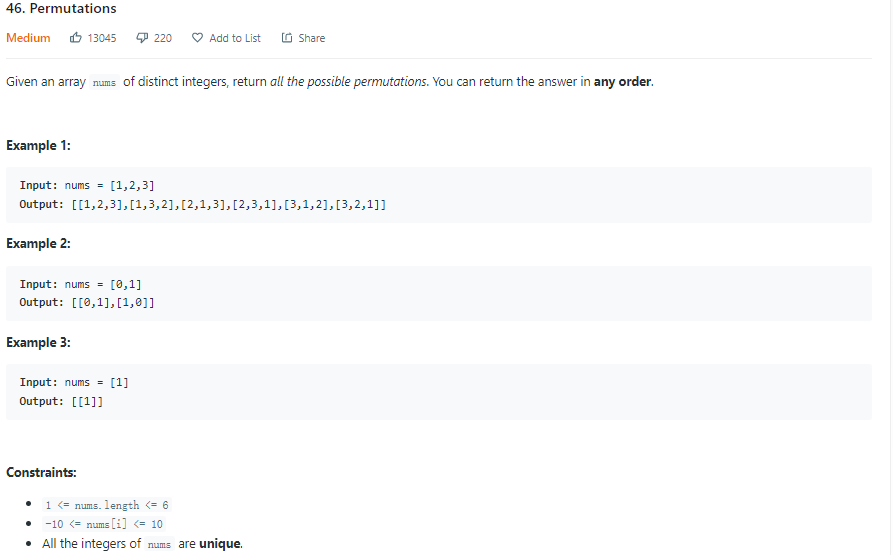 46. Permutations
Medium 13045 220 Add to List Share
Given an array nums of distinct integers, return all the possible permutations. You can return the answer in any order.
Example 1:
Input: nums = [1,2,3]
Output: [[1,2,3],[1,3,2],[2,1,3],[2,3,1],[3,1,2],[3,2,1]]
Example 2:
Input: nums = [0,1]
Output: [[0,1],[1,0]]
Example 3:
Input: nums = [1]
Output: [[1]]
Constraints:
• 1 <= nums.length <= 6
• -10 <= nums[i] <= 10
• All the integers of nums are unique.